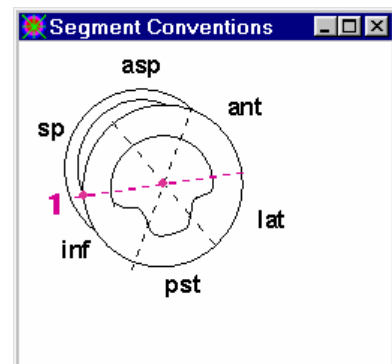 Segment Conventions
asp
ant
sp
1
lat
inf
pst